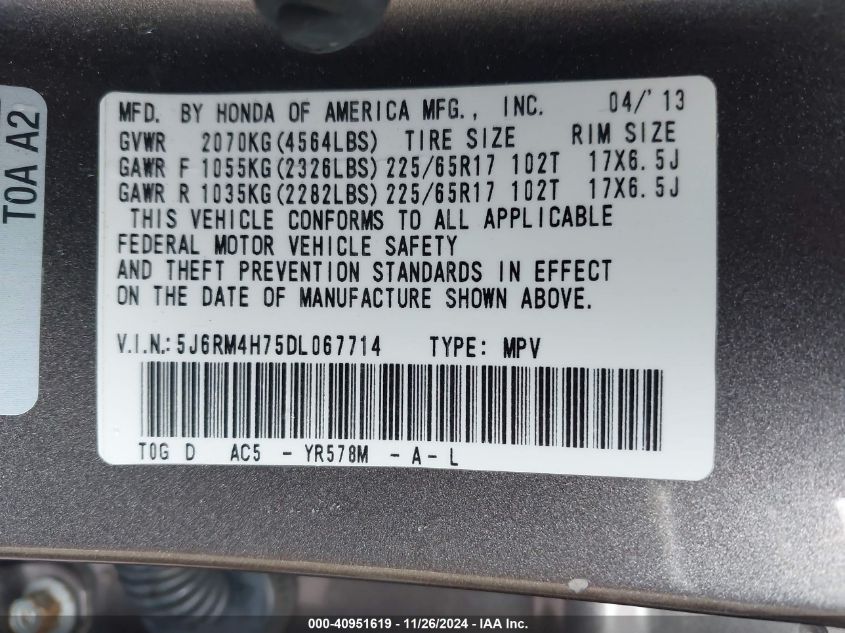 MFD. BY HONDA OF AMERICA MFG., INC. 04/'13
GVWR 2070KG(4564LBS) TIRE SIZE RIM SIZE
GAWR F 1055KG(2326LBS) 225/65R17 102T 17X6.5J
GAWR R 1035KG(2282LBS) 225/65R17 102T 17X6.5J
THIS VEHICLE CONFORMS TO ALL APPLICABLE
FEDERAL MOTOR VEHICLE SAFETY
AND THEFT PREVENTION STANDARDS IN EFFECT
ON THE DATE OF MANUFACTURE SHOWN ABOVE.
V.I.N.: 5J6RM4H75DL067714 TYPE: MPV
T0G D AC5 - YR578M - A - L
T0A A2
000-40951619 - 11/26/2024 - IAA Inc.